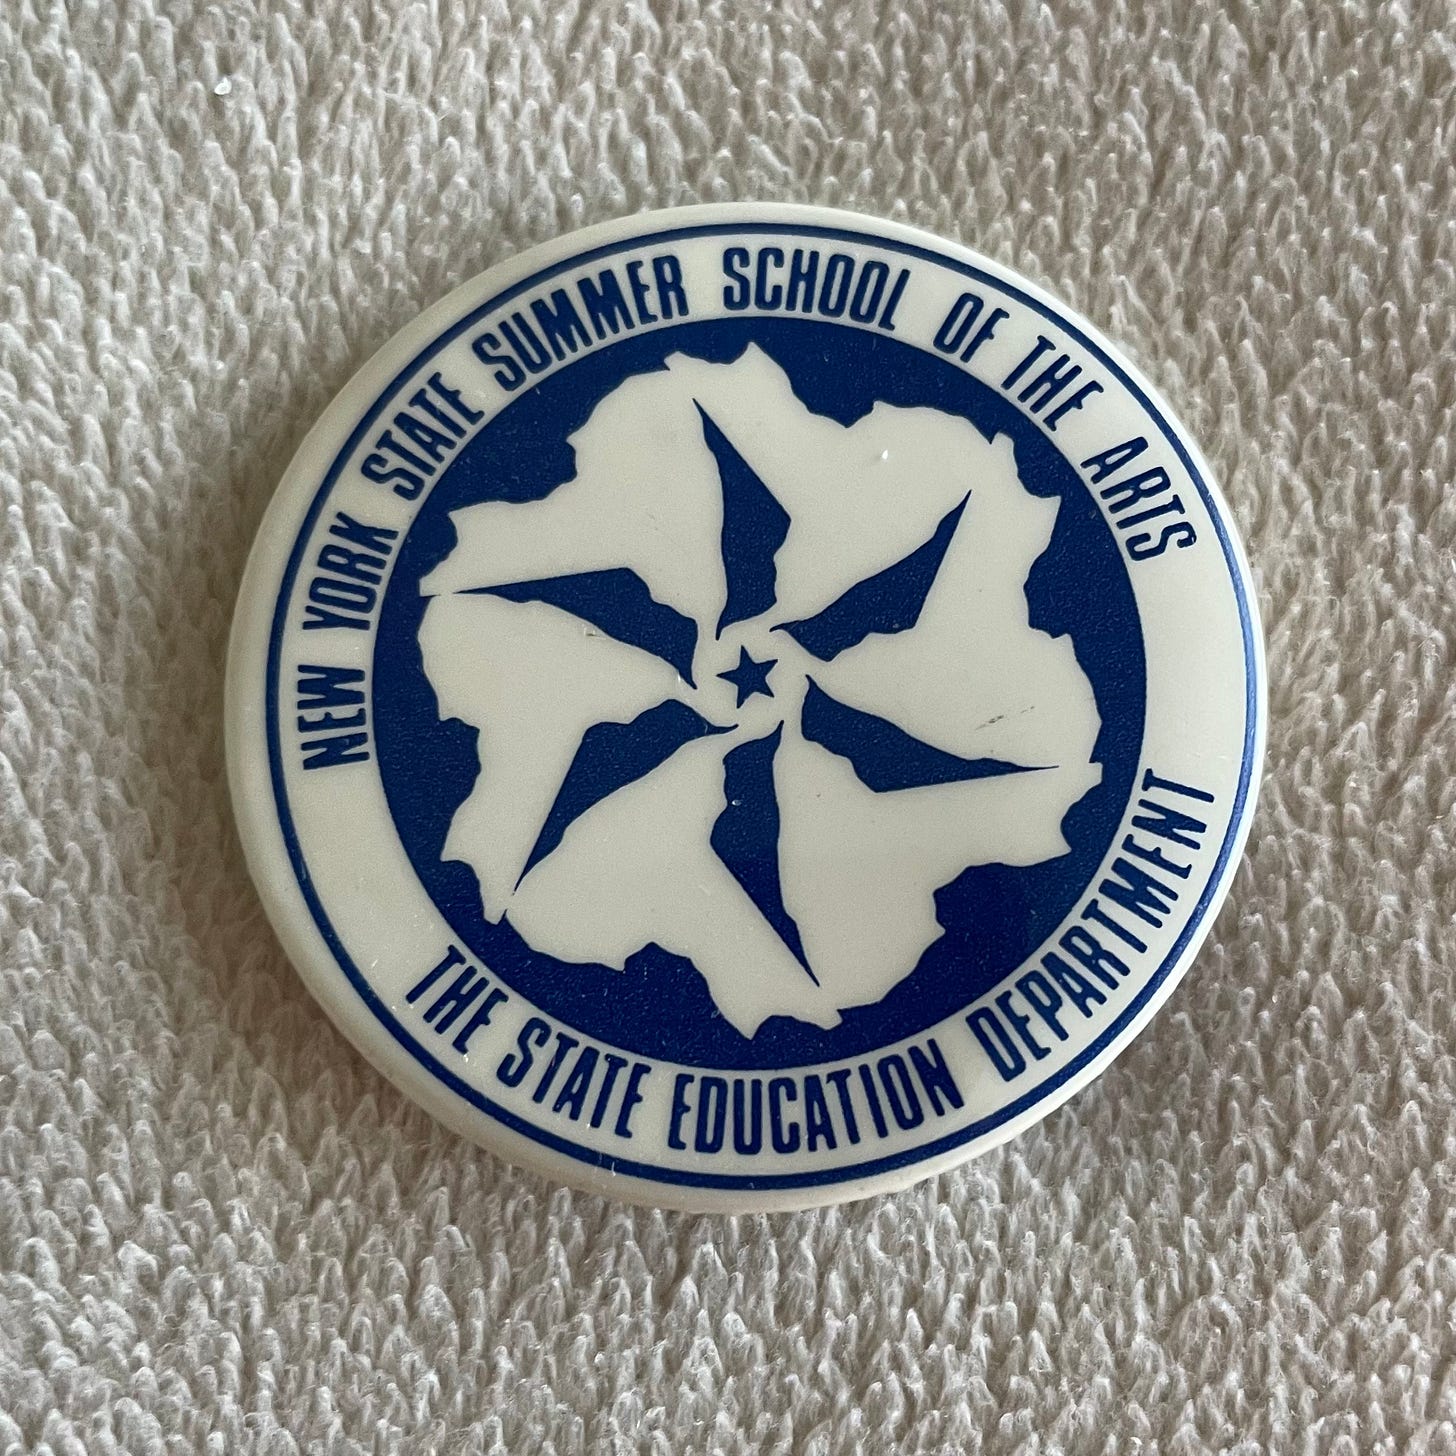 NEW YORK STATE SUMMER SCHOOL OF THE ARTS
THE STATE EDUCATION DEPARTMENT